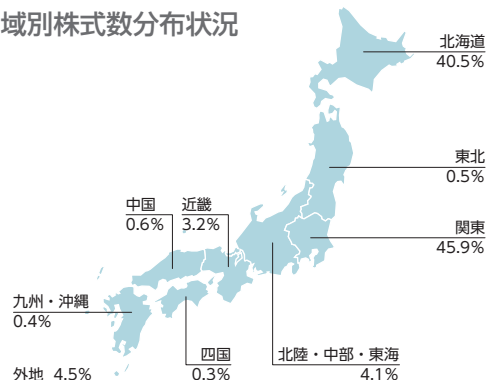 域別株式数分布状況
北海道
40.5%
東北
0.5%
中国
0.6%
近畿
3.2%
関東
45.9%
九州・沖縄
0.4%
四国
0.3%
北陸・中部・東海
4.1%
外地 4.5%